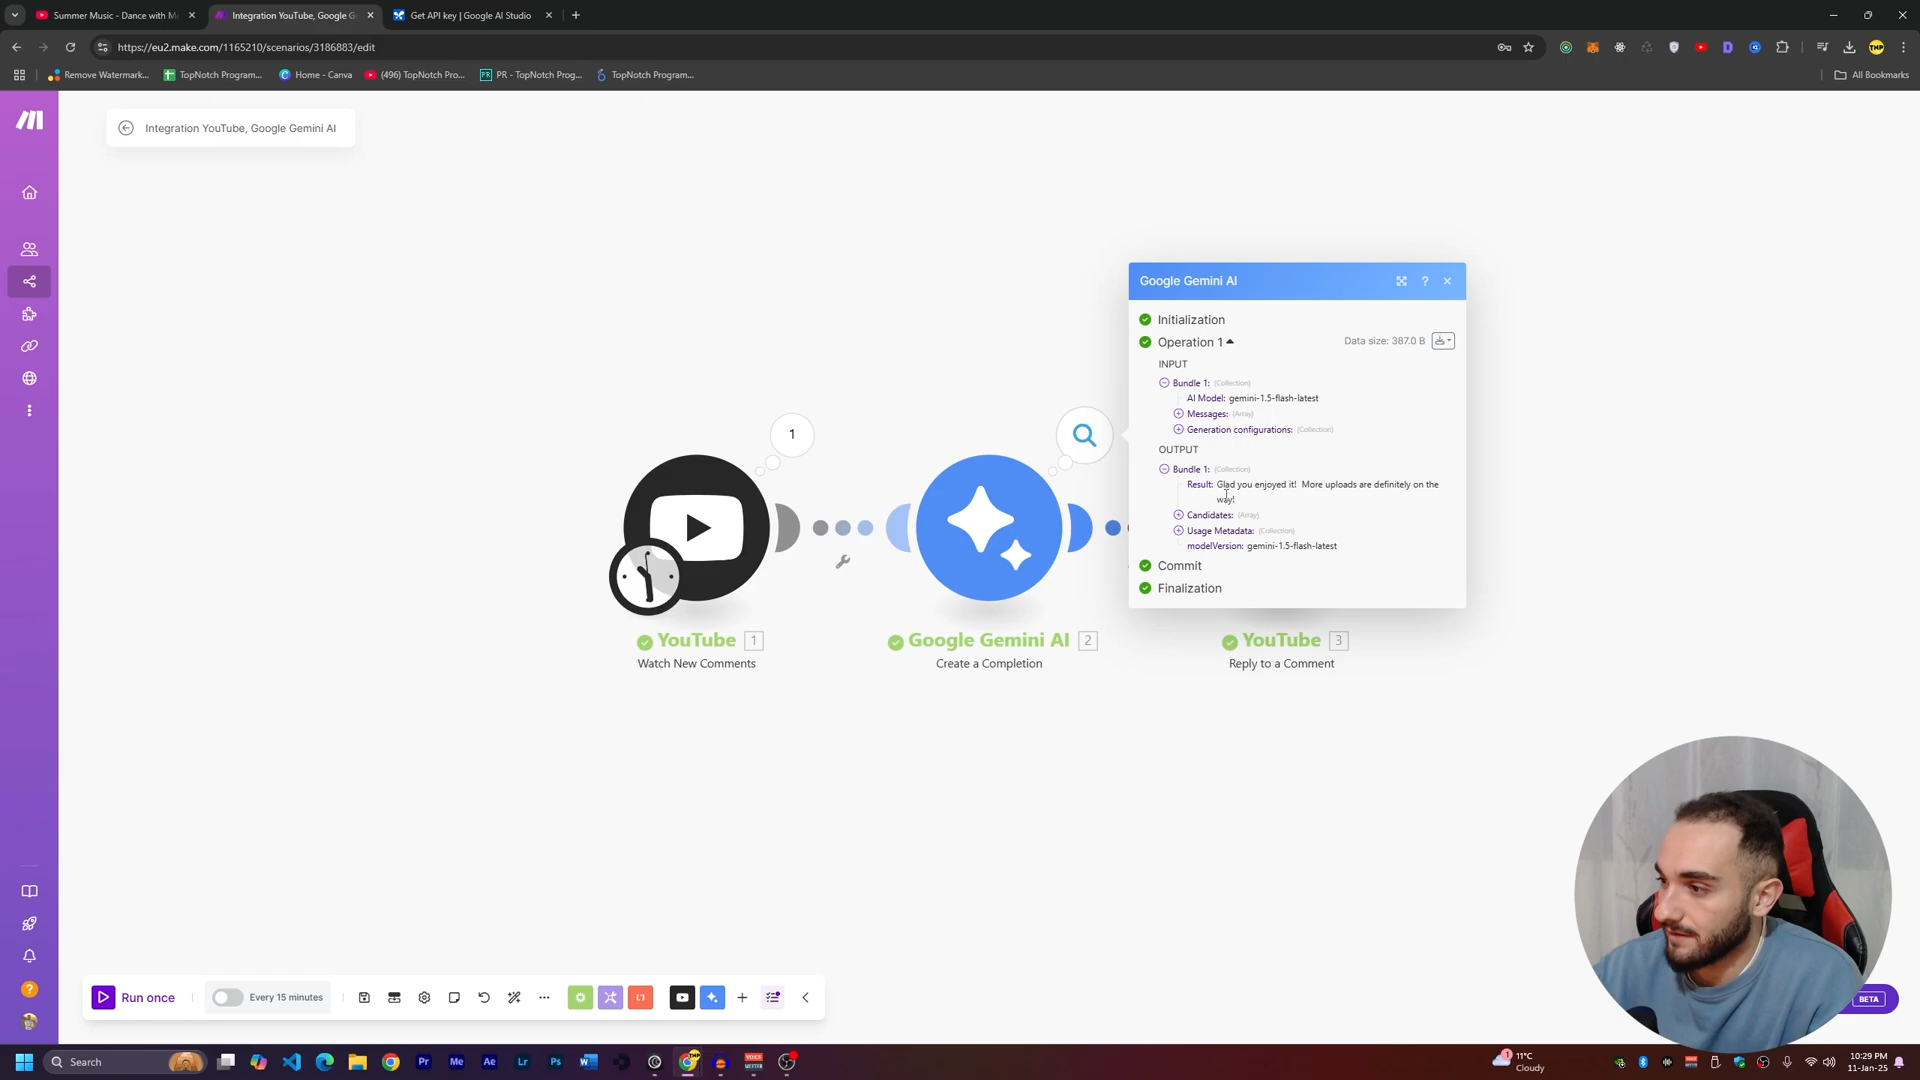 Summer Music - Dance with M
Integration YouTube, Google G
Get API key | Google AI Studio
https://eu2.make.com/1165210/scenarios/3186883/edit
Remove Watermark...
TopNotch Program...
Home - Canva
(496) TopNotch Pro...
PR - TopNotch Prog...
TopNotch Program...
All Bookmarks
Integration YouTube, Google Gemini AI
Google Gemini AI
?
Initialization
Operation 1
Data size: 387.0 B
INPUT
Bundle 1: (Collection)
AI Model: gemini-1.5-flash-latest
Messages: (Array)
Generation configurations: (Collection)
OUTPUT
Bundle 1: (Collection)
Result: Glad you enjoyed it! More uploads are definitely on the
way!
Candidates: (Array)
Usage Metadata: (Collection)
modelVersion: gemini-1.5-flash-latest
Commit
Finalization
1
YouTube 1
Watch New Comments
Google Gemini AI 2
Create a Completion
YouTube 3
Reply to a Comment
Run once
Every 15 minutes
BETA
Search
Pr
Me
Ae
Lr
Ps
1
11°C
Cloudy
10:29 PM
11-Jan-25